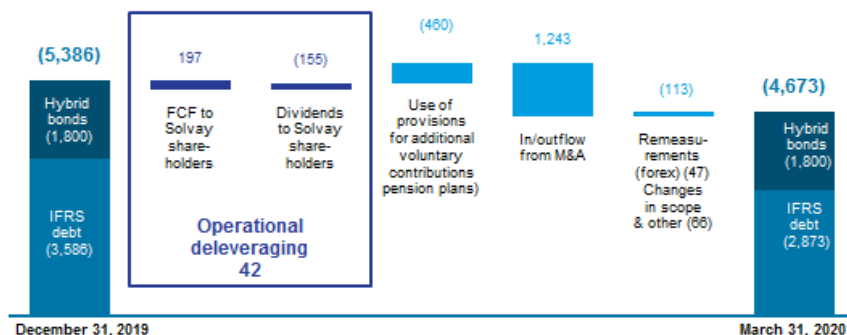 (5,386)
Hybrid
bonds
(1,800)
IFRS
debt
(3,586)
December 31, 2019
197
FCF to
Solvay
share-
holders
(155)
Dividends
to Solvay
share-
holders
Operational
deleveraging
42
(460)
Use of
provisions
for additional
voluntary
contributions
pension plans)
1,243
In/outflow
from M&A
(113)
Remeasu-
rements
(forex) (47)
Changes
in scope
& other (66)
(4,673)
Hybrid
bonds
(1,800)
IFRS
debt
(2,873)
March 31, 2020